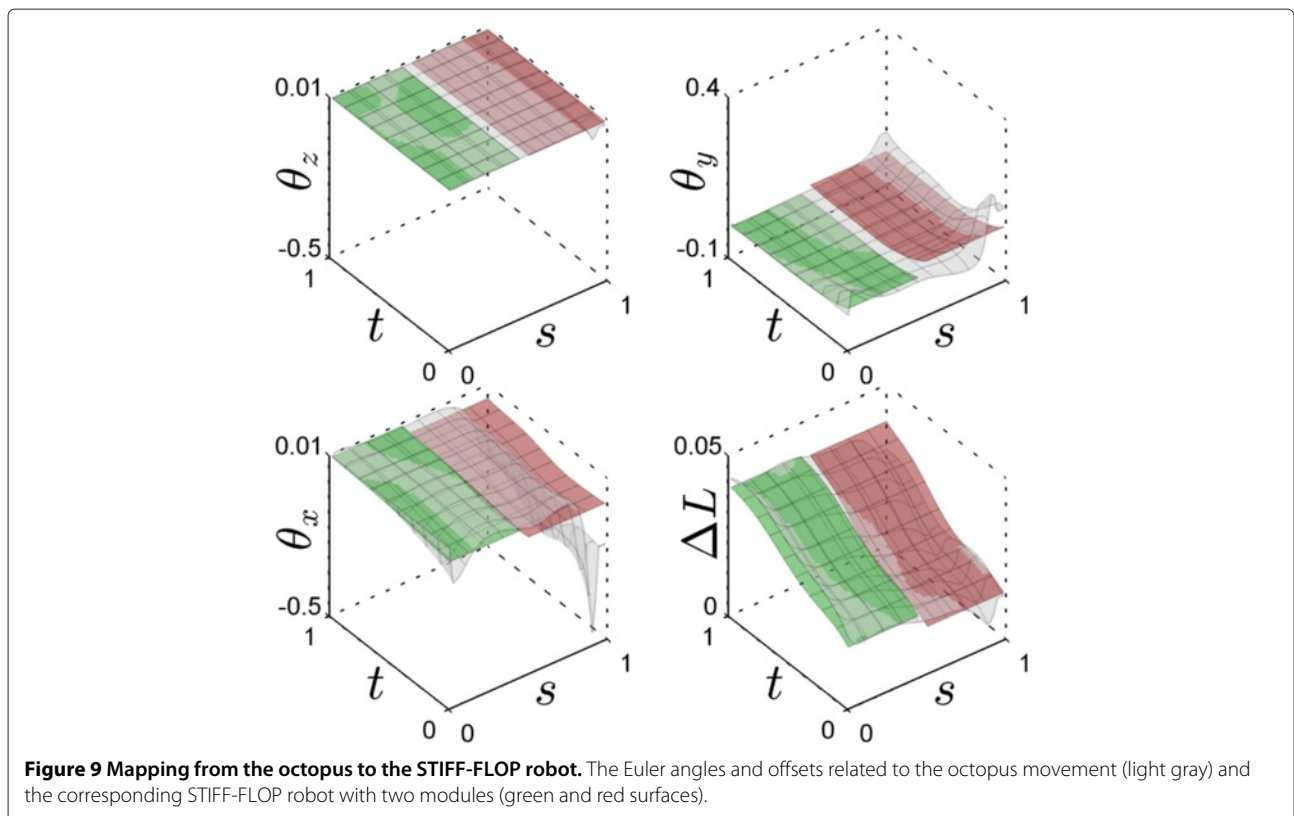 0.01
θz
-0.5
1
t
0 0
s
1
0.4
θy
-0.1
1
t
0 0
s
1
0.01
θx
-0.5
1
t
0 0
s
1
0.05
ΔL
0
1
t
0 0
s
1
Figure 9 Mapping from the octopus to the STIFF-FLOP robot. The Euler angles and offsets related to the octopus movement (light gray) and
the corresponding STIFF-FLOP robot with two modules (green and red surfaces).